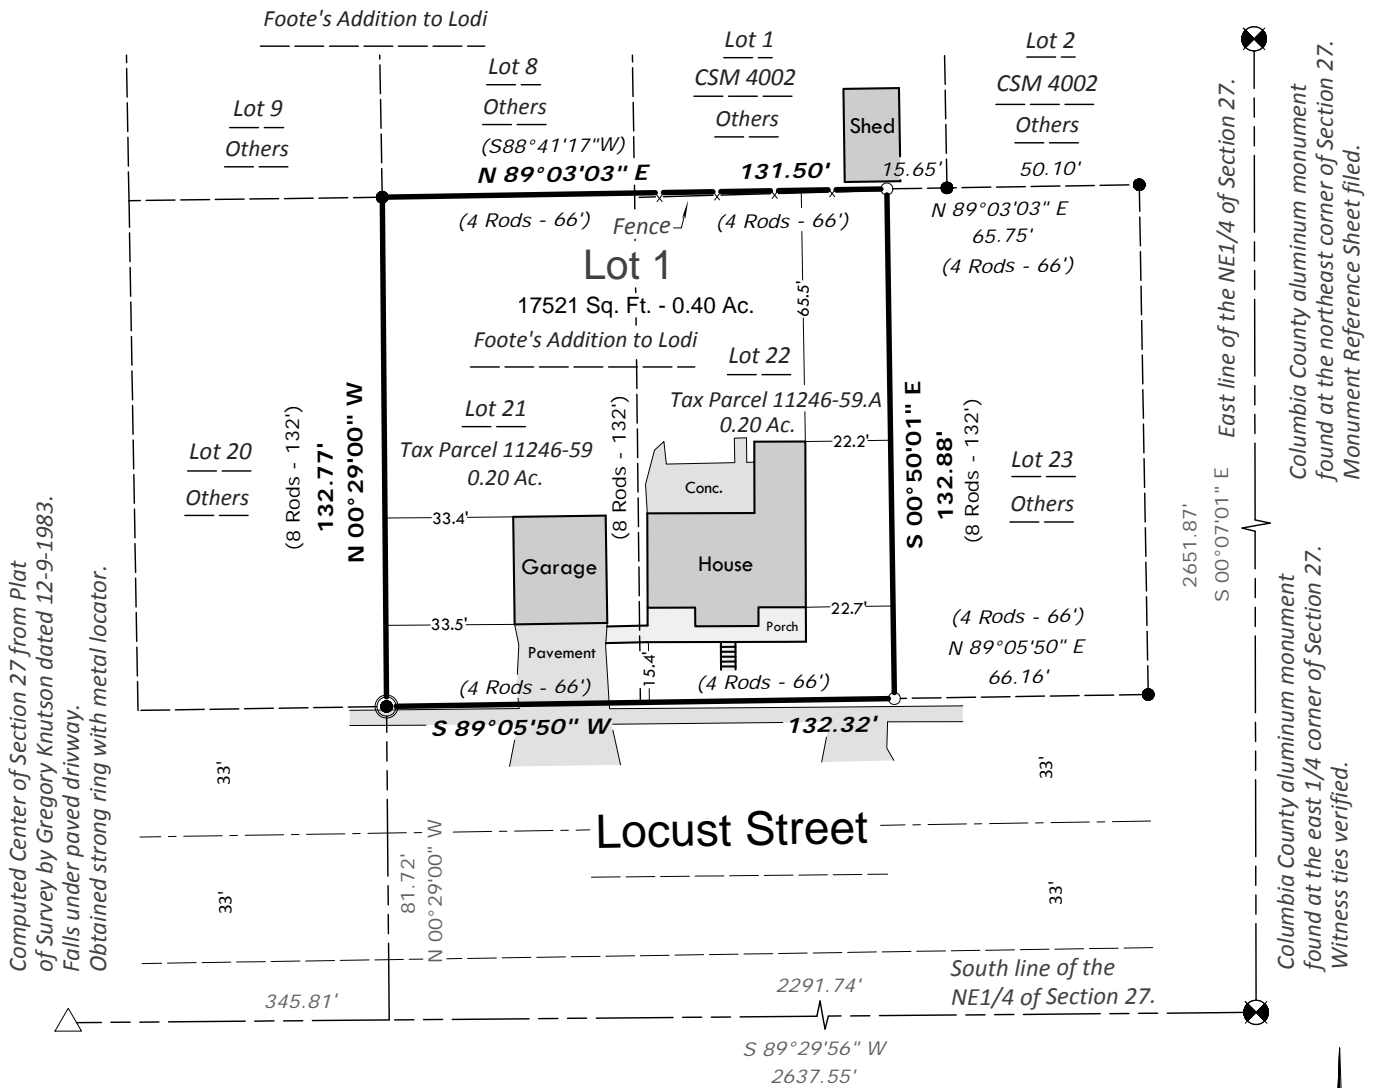 Foote's Addition to Lodi
Lot 9
Others
Lot 8
Others
(S88°41'17"W)
Lot 1
CSM 4002
Others
Shed
Lot 2
CSM 4002
Others
N 89°03'03" E
131.50'
15.65'
50.10'
(4 Rods - 66')
Fence
(4 Rods - 66')
N 89°03'03" E
65.75'
(4 Rods - 66')
Lot 1
17521 Sq. Ft. - 0.40 Ac.
65.5'
Foote's Addition to Lodi
Lot 22
Tax Parcel 11246-59.A
0.20 Ac.
Lot 21
Tax Parcel 11246-59
0.20 Ac.
Lot 20
Others
(8 Rods - 132')
132.77'
N 00°29'00" W
(8 Rods - 132')
22.2'
S 00°50'01" E
132.88'
(8 Rods - 132')
Lot 23
Others
Conc.
33.4'
Garage
House
33.5'
22.7'
Porch
Pavement
15.4'
(4 Rods - 66')
(4 Rods - 66')
(4 Rods - 66')
N 89°05'50" E
66.16'
S 89°05'50" W
132.32'
33'
33'
Locust Street
33'
33'
81.72'
N 00°29'00" W
345.81'
2291.74'
South line of the
NE1/4 of Section 27.
S 89°29'56" W
2637.55'
Computed Center of Section 27 from Plat
of Survey by Gregory Knutson dated 12-9-1983.
Falls under paved drivway.
Obtained strong ring with metal locator.
East line of the NE1/4 of Section 27.
2651.87'
S 00°07'01" E
Columbia County aluminum monument
found at the northeast corner of Section 27.
Monument Reference Sheet filed.
Columbia County aluminum monument
found at the east 1/4 corner of Section 27.
Witness ties verified.